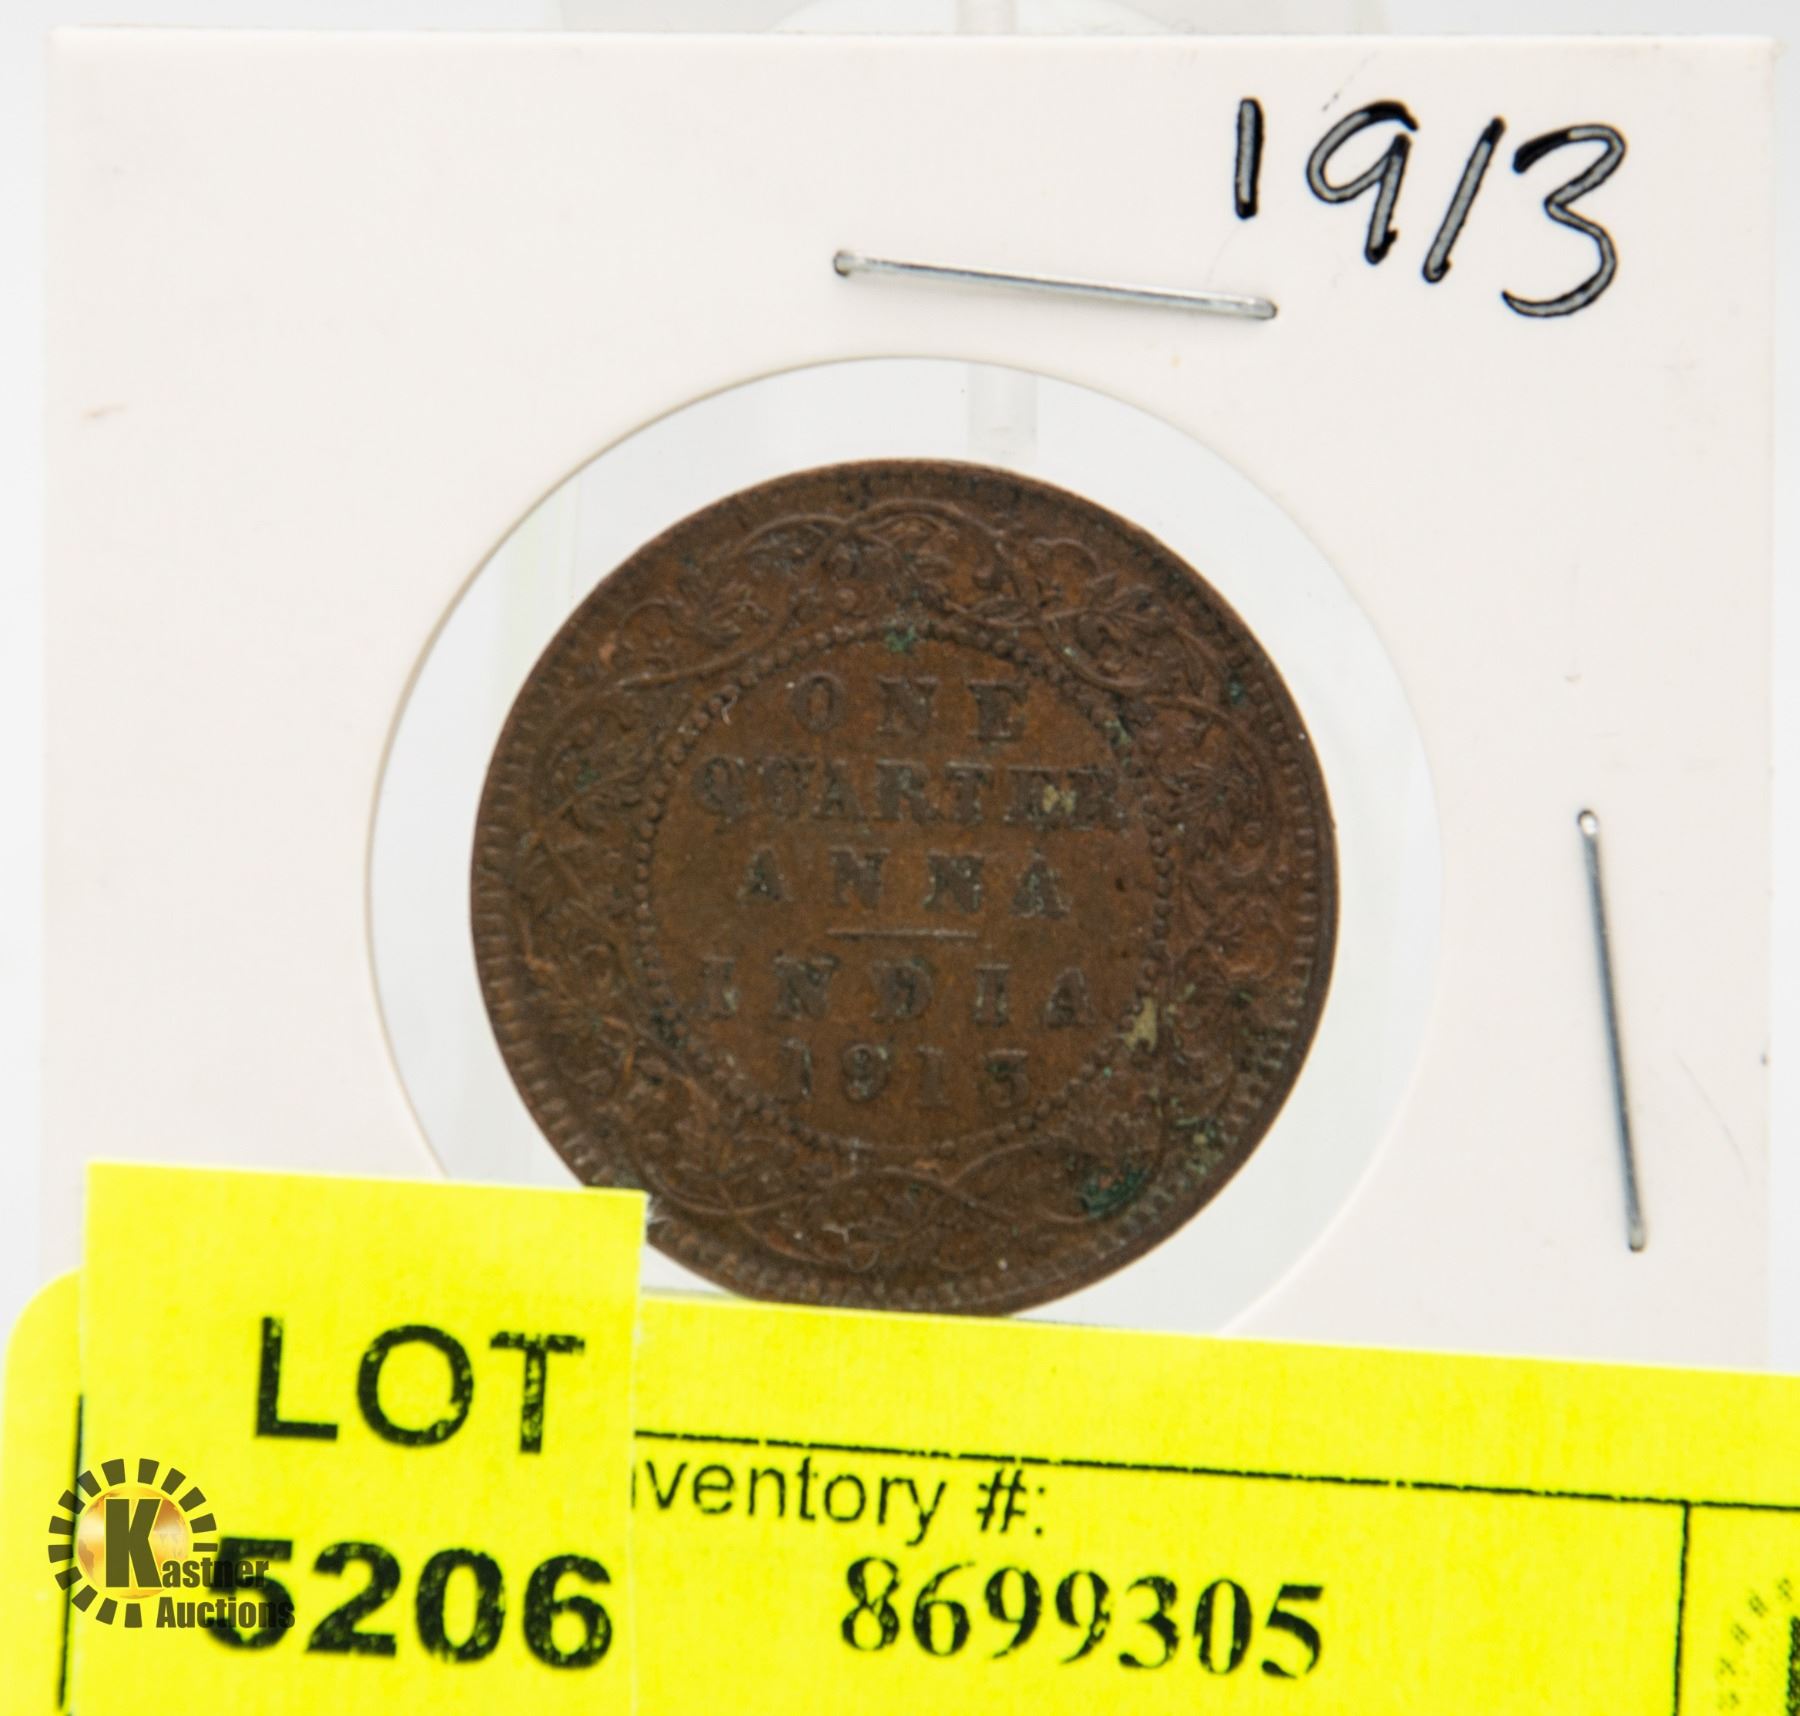 1913
ONE
QUARTER
ANNA
INDIA
1913
LOT
5206
nventory #:
8699305
Kastner
Auctions